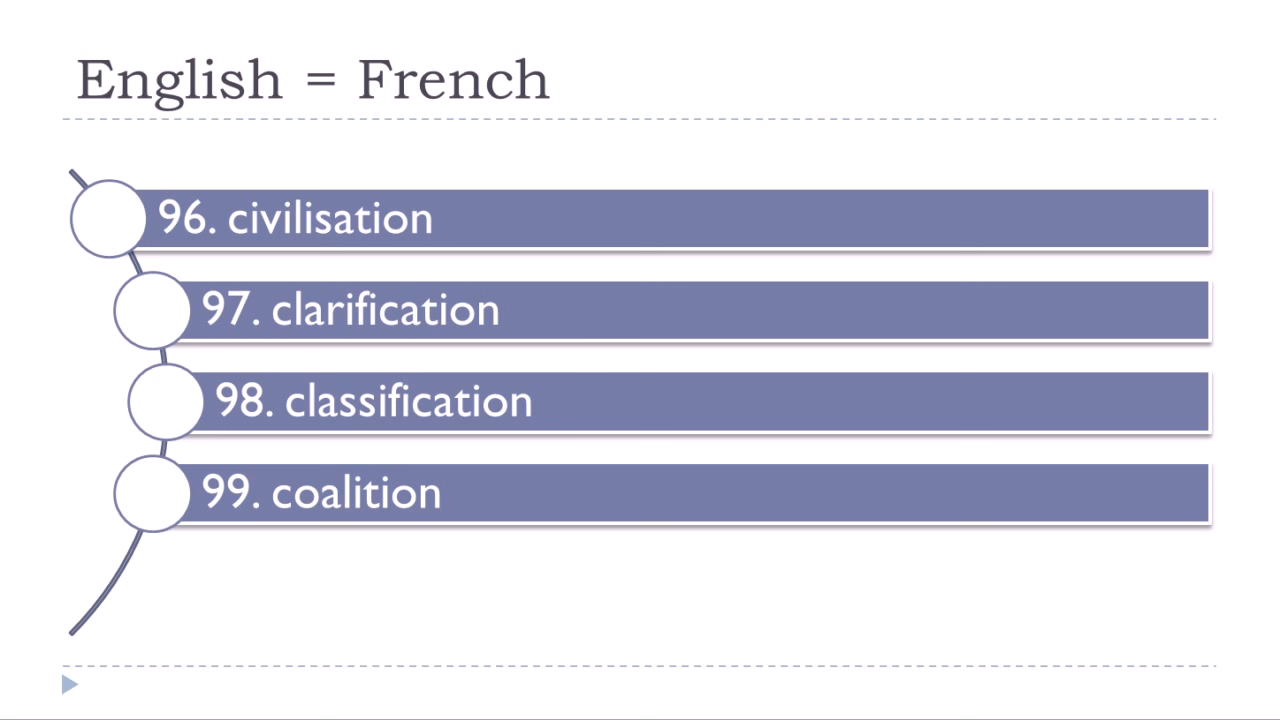 English = French
96. civilisation
97. clarification
98. classification
99. coalition